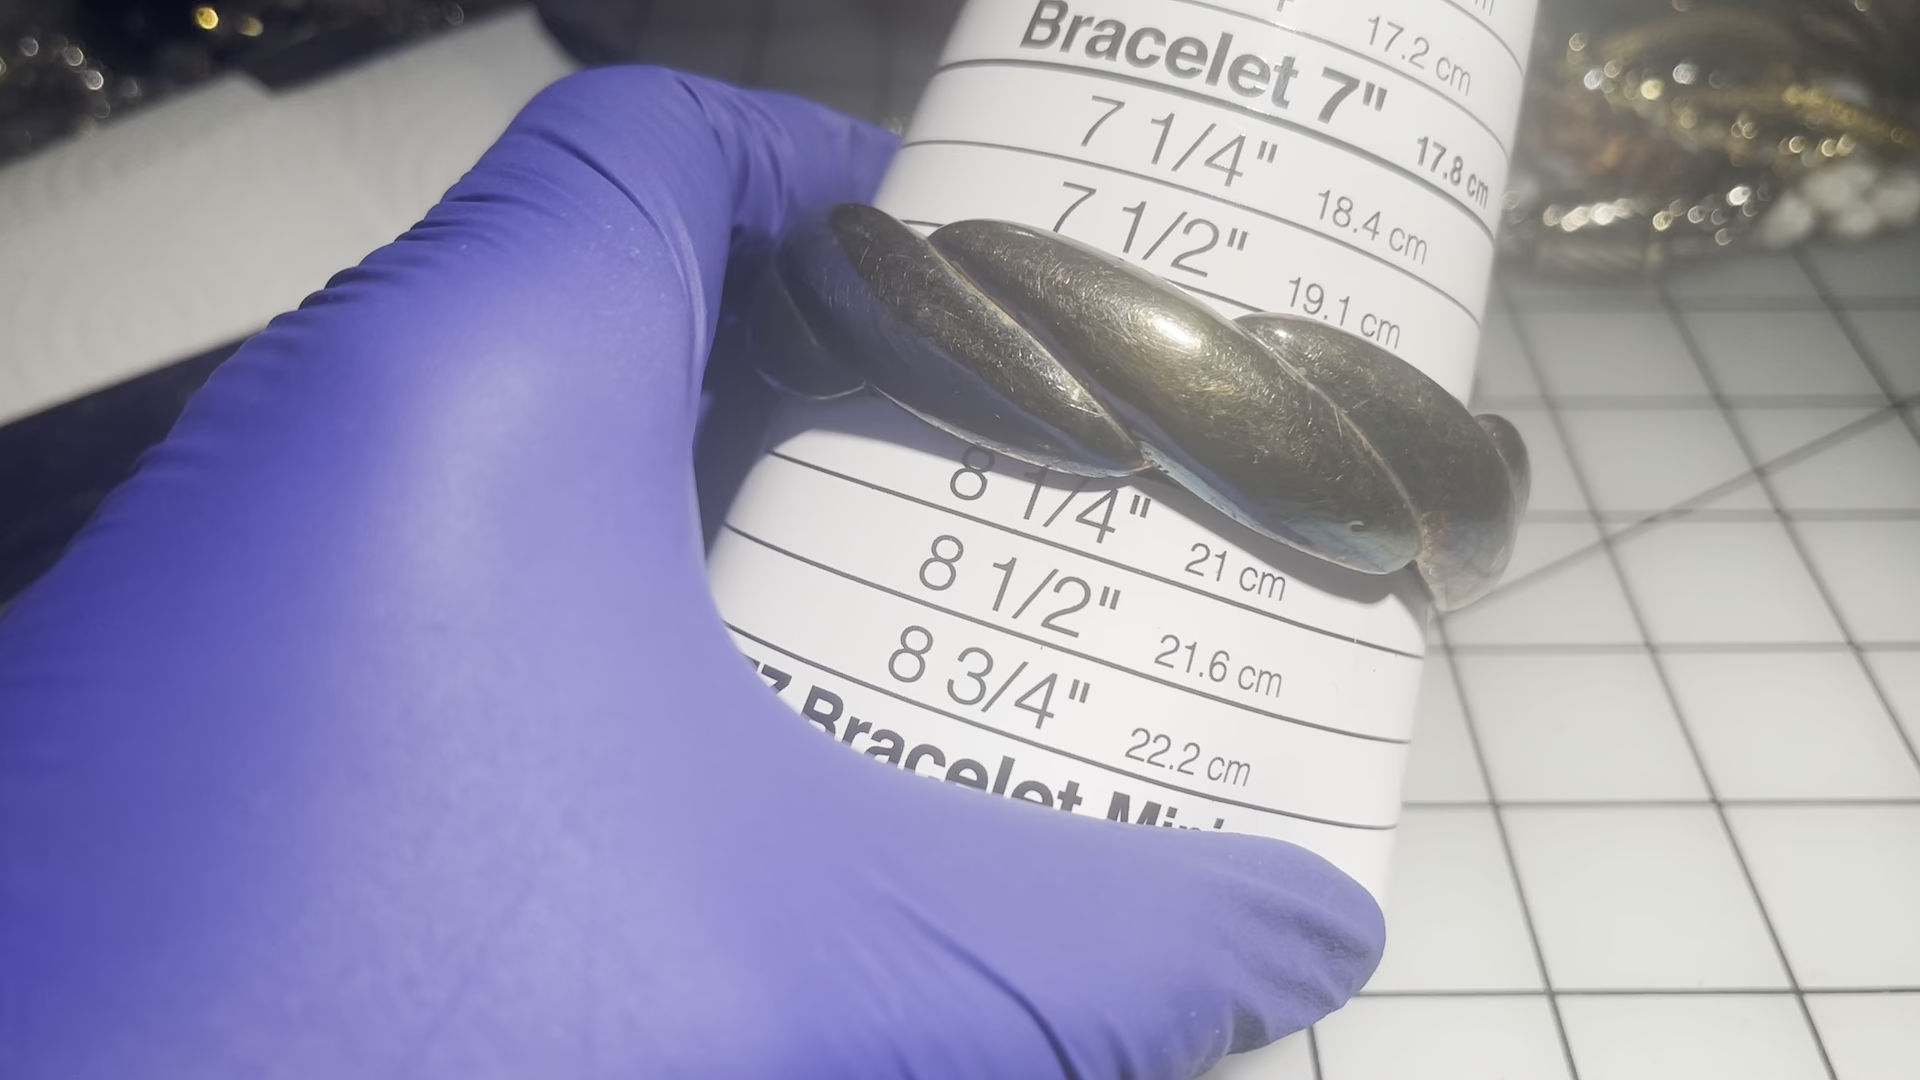 17.2 cm
Bracelet 7" 17.8 cm
7 1/4" 18.4 cm
7 1/2" 19.1 cm
8 1/4" 21 cm
8 1/2" 21.6 cm
8 3/4" 22.2 cm
Bracelet